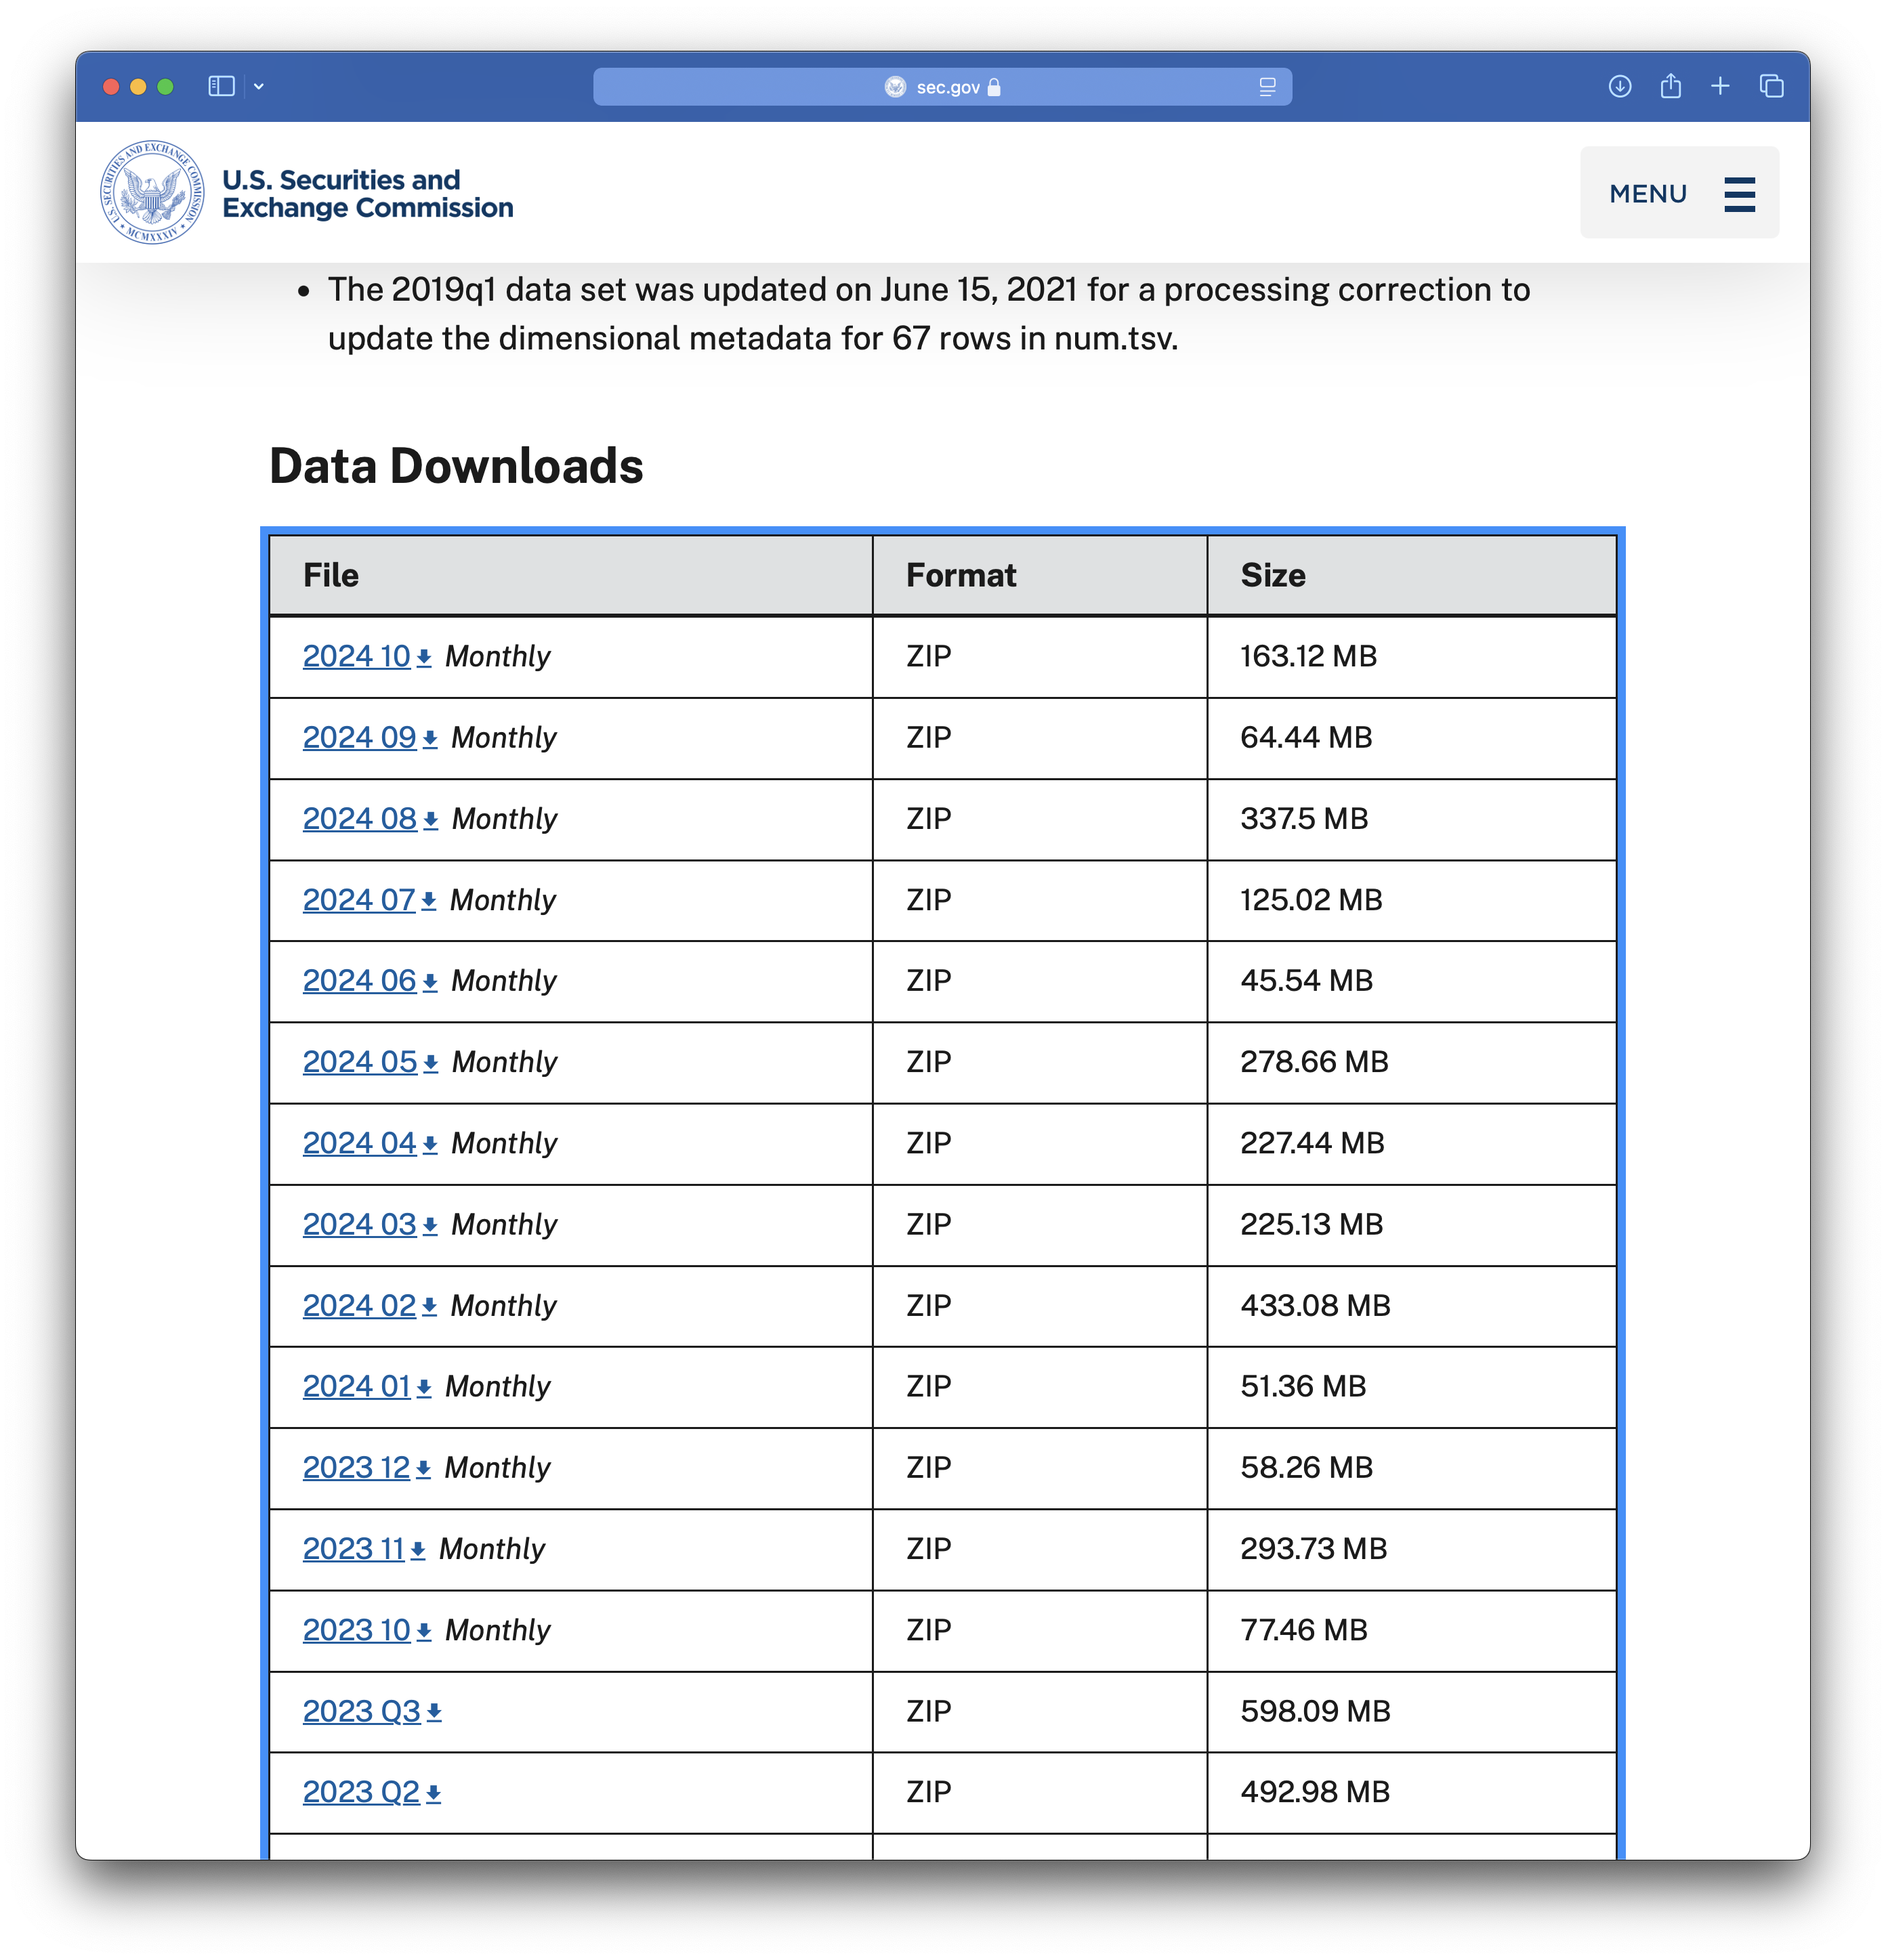 sec.gov
U.S. SECURITIES AND EXCHANGE COMMISSION
MCMXXXIV
U.S. Securities and
Exchange Commission
MENU
• The 2019q1 data set was updated on June 15, 2021 for a processing correction to
update the dimensional metadata for 67 rows in num.tsv.
Data Downloads
File Format Size
2024 10 Monthly ZIP 163.12 MB
2024 09 Monthly ZIP 64.44 MB
2024 08 Monthly ZIP 337.5 MB
2024 07 Monthly ZIP 125.02 MB
2024 06 Monthly ZIP 45.54 MB
2024 05 Monthly ZIP 278.66 MB
2024 04 Monthly ZIP 227.44 MB
2024 03 Monthly ZIP 225.13 MB
2024 02 Monthly ZIP 433.08 MB
2024 01 Monthly ZIP 51.36 MB
2023 12 Monthly ZIP 58.26 MB
2023 11 Monthly ZIP 293.73 MB
2023 10 Monthly ZIP 77.46 MB
2023 Q3 ZIP 598.09 MB
2023 Q2 ZIP 492.98 MB